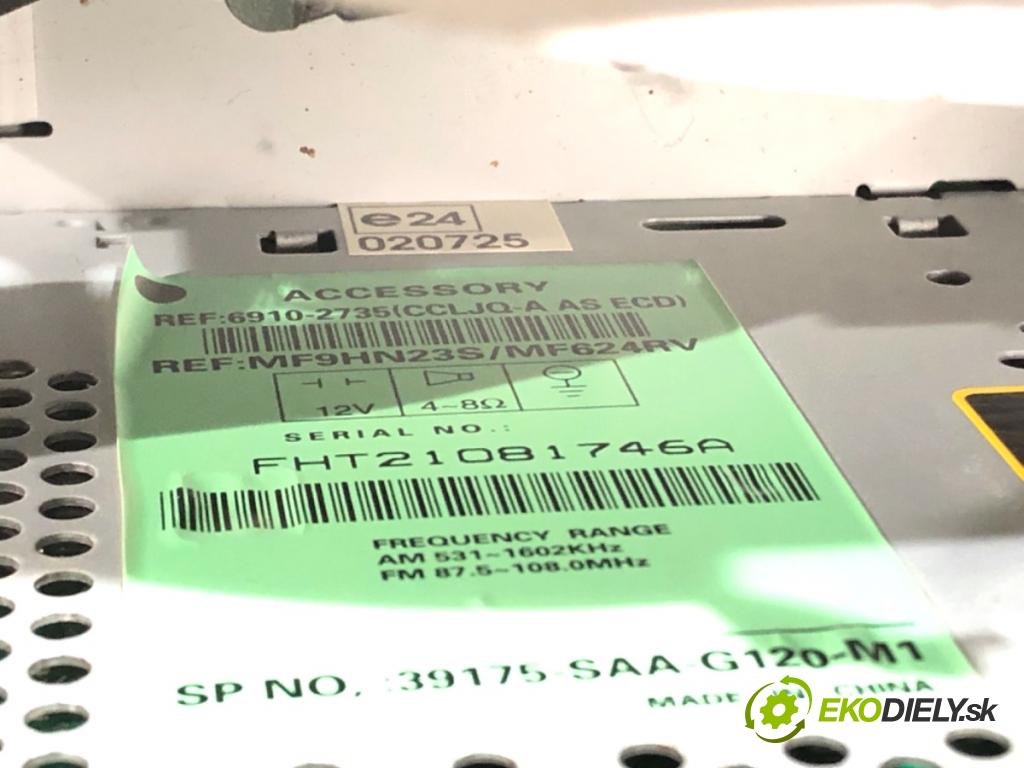 e24
020725
ACCESSORY
REF:6910-2735(CCLJQ-A AS ECD)
REF:MF9HN23S/MF624RV
12V 4~8Ω
SERIAL NO.:
FHT21081746A
FREQUENCY RANGE
AM 531~1602KHz
FM 87.5~108.0MHz
SP NO. :39175-SAA-G120-M1
MADE IN CHINA
EKODIELY.sk